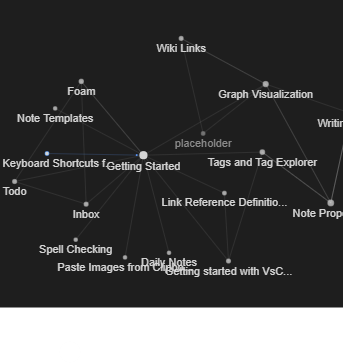 Wiki Links
Foam
Graph Visualization
Note Templates
Writin
placeholder
Keyboard Shortcuts f
Getting Started
Tags and Tag Explorer
Todo
Link Reference Definitio...
Inbox
Note Prop
Spell Checking
Daily Notes
Paste Images from Clipbo
Getting started with VsC...